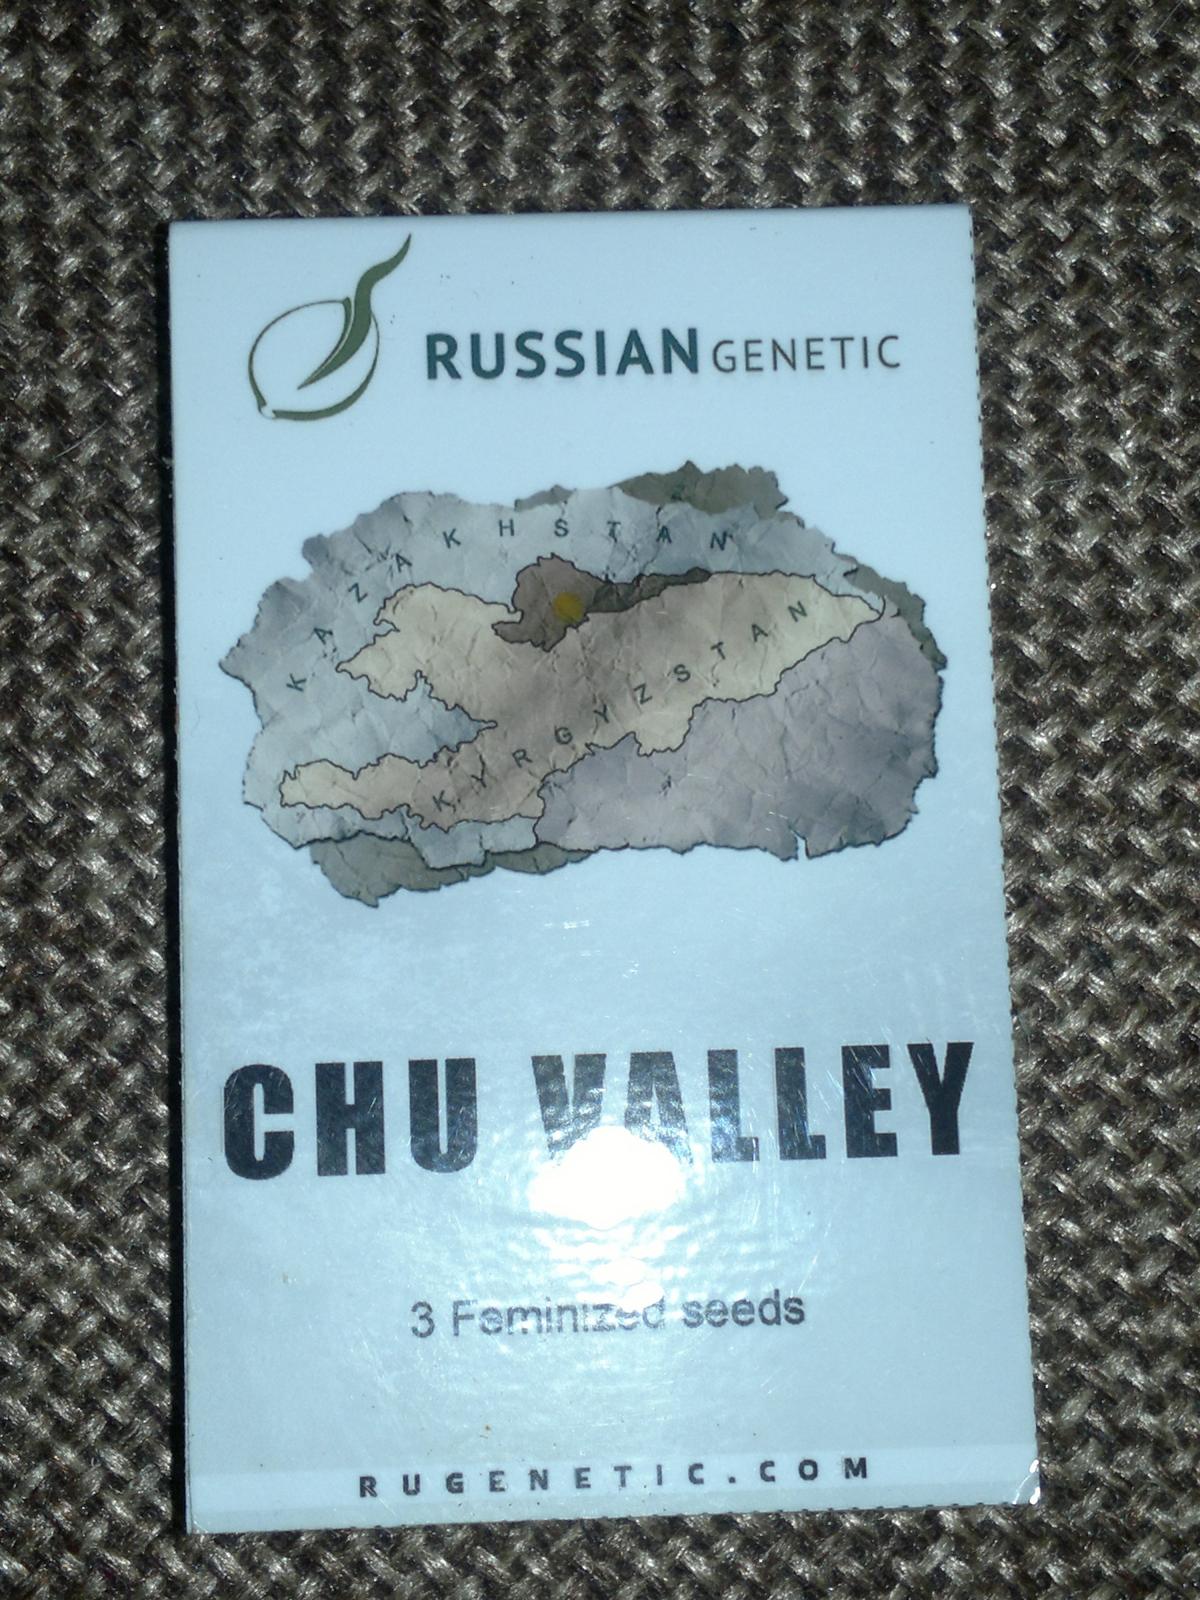 RUSSIAN GENETIC
KAZAKHSTAN
KYRGYZSTAN
CHU VALLEY
3 Feminized seeds
RUGENETIC.COM